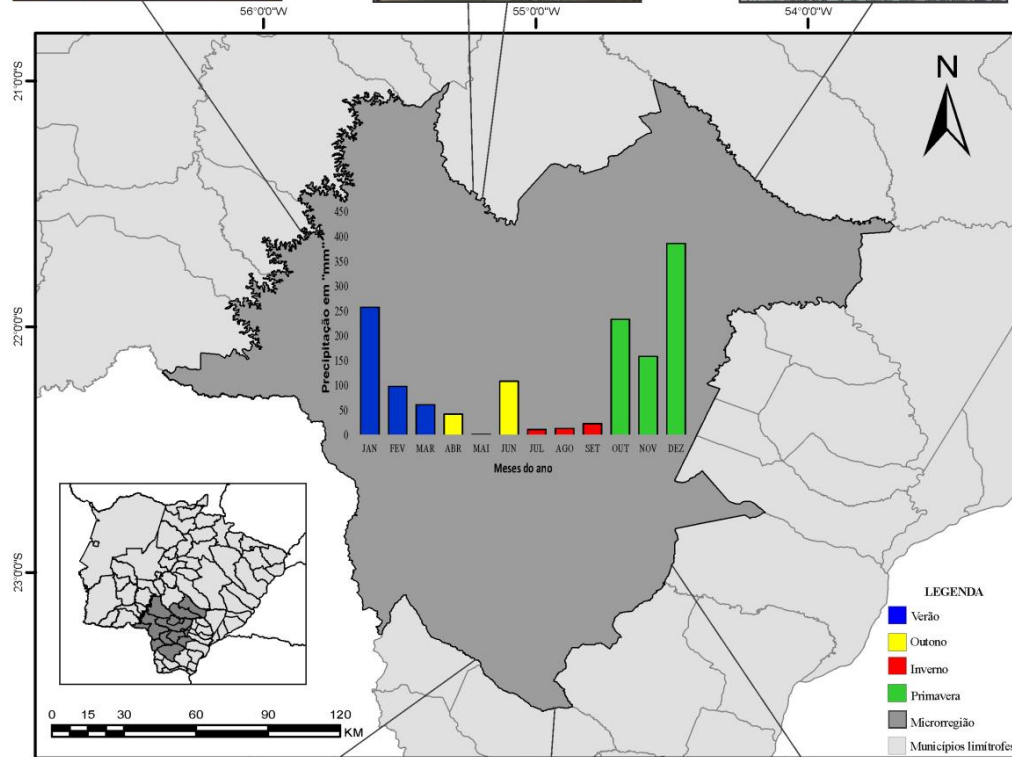 56°0'0"W 55°0'0"W 54°0'0"W
21°0'0"S
22°0'0"S
23°0'0"S
N
Precipitação em "mm"
450
400
350
300
250
200
150
100
50
0
JAN FEV MAR ABR MAI JUN JUL AGO SET OUT NOV DEZ
Meses do ano
0 15 30 60 90 120
KM
LEGENDA
Verão
Outono
Inverno
Primavera
Microrregião
Municípios limítrofes